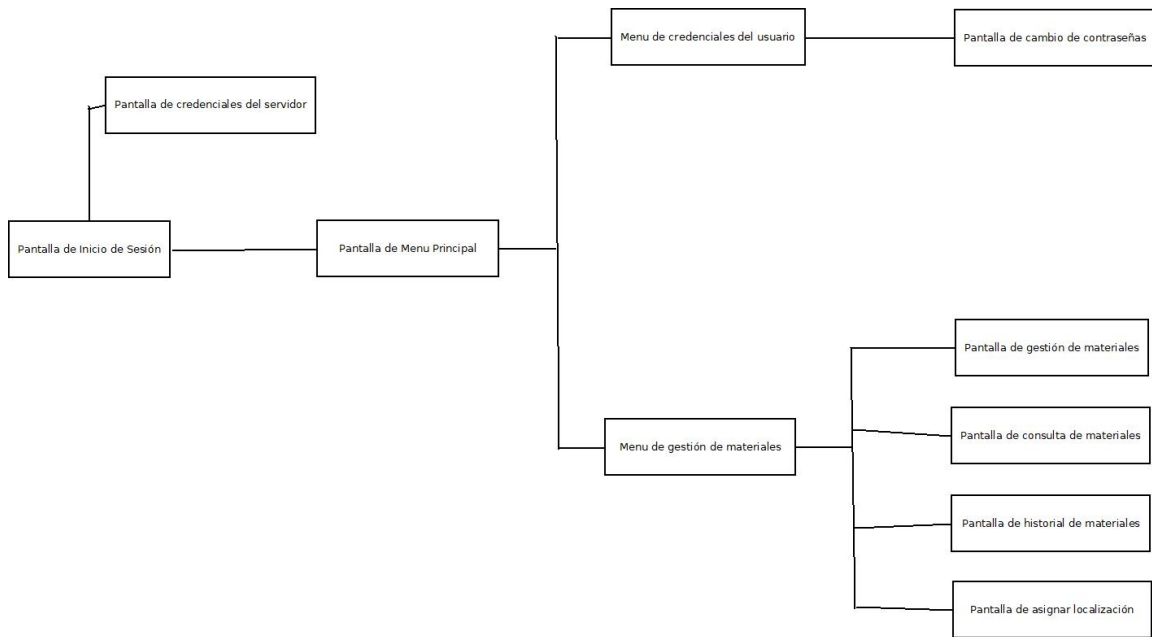 Menu de credenciales del usuario
Pantalla de cambio de contraseñas
Pantalla de credenciales del servidor
Pantalla de Inicio de Sesión
Pantalla de Menu Principal
Pantalla de gestión de materiales
Menu de gestión de materiales
Pantalla de consulta de materiales
Pantalla de historial de materiales
Pantalla de asignar localización